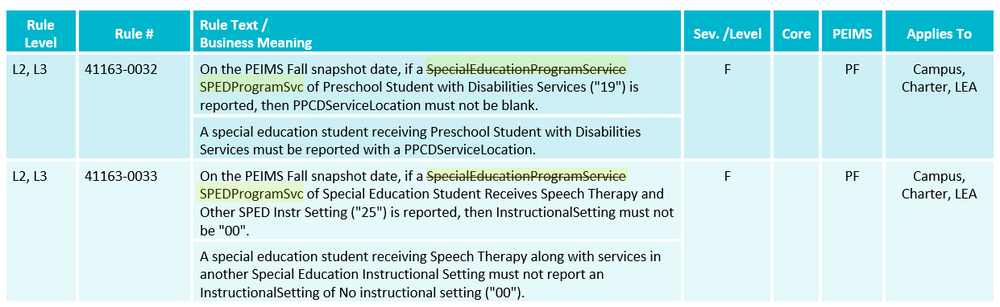 Rule Level
Rule #
Rule Text /
Business Meaning
Sev. /Level
Core
PEIMS
Applies To
L2, L3
41163-0032
On the PEIMS Fall snapshot date, if a SpecialEducationProgramService
SPEDProgramSvc of Preschool Student with Disabilities Services ("19") is
reported, then PPCDServiceLocation must not be blank.
A special education student receiving Preschool Student with Disabilities
Services must be reported with a PPCDServiceLocation.
F
PF
Campus,
Charter, LEA
L2, L3
41163-0033
On the PEIMS Fall snapshot date, if a SpecialEducationProgramService
SPEDProgramSvc of Special Education Student Receives Speech Therapy and
Other SPED Instr Setting ("25") is reported, then InstructionalSetting must not
be "00".
A special education student receiving Speech Therapy along with services in
another Special Education Instructional Setting must not report an
InstructionalSetting of No instructional setting ("00").
F
PF
Campus,
Charter, LEA